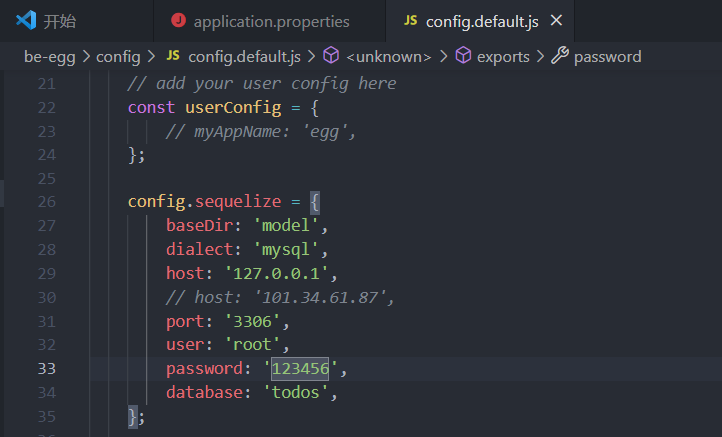 开始 application.properties JS config.default.js
be-egg > config > JS config.default.js > <unknown> > exports > password
21 // add your user config here
22 const userConfig = {
23 // myAppName: 'egg',
24 };
25
26 config.sequelize = {
27 baseDir: 'model',
28 dialect: 'mysql',
29 host: '127.0.0.1',
30 // host: '101.34.61.87',
31 port: '3306',
32 user: 'root',
33 password: '123456',
34 database: 'todos',
35 };